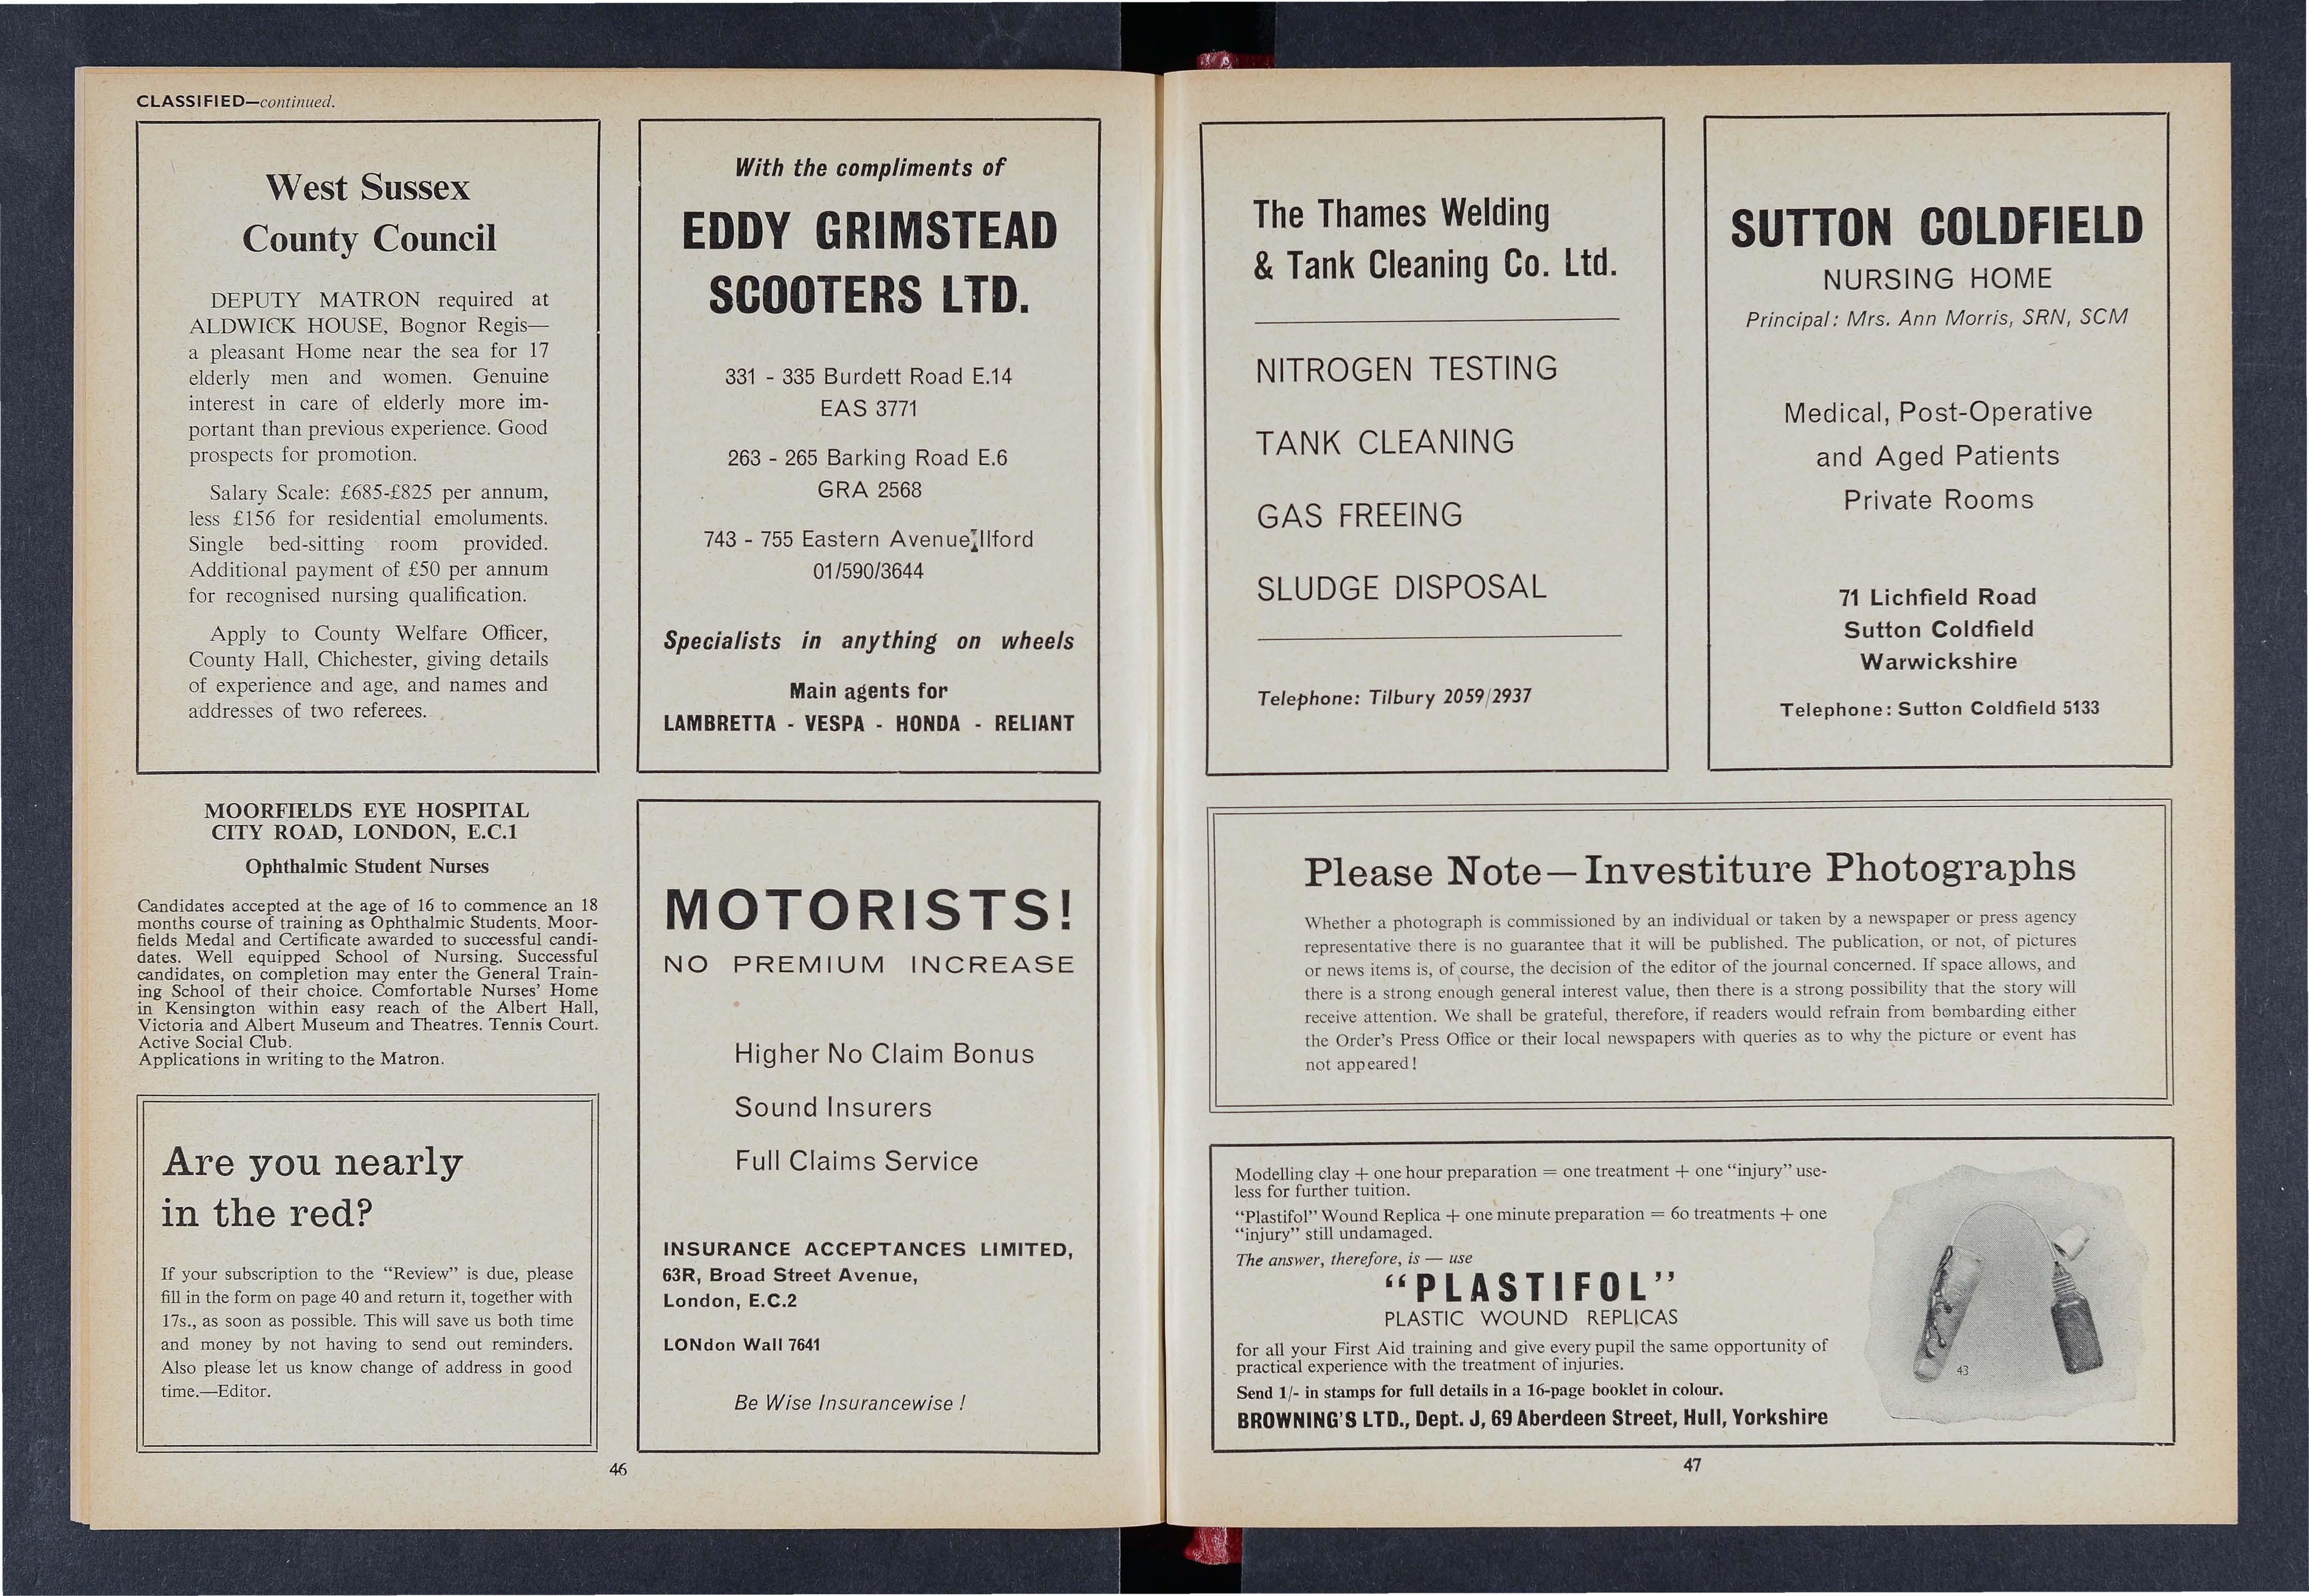 CLASSIFIED—continued.
West Sussex
County Council
DEPUTY MATRON required at
ALDWICK HOUSE, Bognor Regis—
a pleasant Home near the sea for 17
elderly men and women. Genuine
interest in care of elderly more im-
portant than previous experience. Good
prospects for promotion.
Salary Scale: £685-£825 per annum,
less £156 for residential emoluments.
Single bed-sitting room provided.
Additional payment of £50 per annum
for recognised nursing qualification.
Apply to County Welfare Officer,
County Hall, Chichester, giving details
of experience and age, and names and
addresses of two referees.
MOORFIELDS EYE HOSPITAL
CITY ROAD, LONDON, E.C.1
Ophthalmic Student Nurses
Candidates accepted at the age of 16 to commence an 18
months course of training as Ophthalmic Students. Moor-
fields Medal and Certificate awarded to successful candi-
dates. Well equipped School of Nursing. Successful
candidates, on completion may enter the General Train-
ing School of their choice. Comfortable Nurses' Home
in Kensington within easy reach of the Albert Hall,
Victoria and Albert Museum and Theatres. Tennis Court.
Active Social Club.
Applications in writing to the Matron.
Are you nearly
in the red?
If your subscription to the "Review" is due, please
fill in the form on page 40 and return it, together with
17s., as soon as possible. This will save us both time
and money by not having to send out reminders.
Also please let us know change of address in good
time.—Editor.
With the compliments of
EDDY GRIMSTEAD
SCOOTERS LTD.
331 - 335 Burdett Road E.14
EAS 3771
263 - 265 Barking Road E.6
GRA 2568
743 - 755 Eastern Avenue Ilford
01/590/3644
Specialists in anything on wheels
Main agents for
LAMBRETTA - VESPA - HONDA - RELIANT
MOTORISTS!
NO PREMIUM INCREASE
Higher No Claim Bonus
Sound Insurers
Full Claims Service
INSURANCE ACCEPTANCES LIMITED,
63R, Broad Street Avenue,
London, E.C.2
LONdon Wall 7641
Be Wise Insurancewise !
46
The Thames Welding
& Tank Cleaning Co. Ltd.
NITROGEN TESTING
TANK CLEANING
GAS FREEING
SLUDGE DISPOSAL
Telephone: Tilbury 2059/2937
SUTTON COLDFIELD
NURSING HOME
Principal: Mrs. Ann Morris, SRN, SCM
Medical, Post-Operative
and Aged Patients
Private Rooms
71 Lichfield Road
Sutton Coldfield
Warwickshire
Telephone: Sutton Coldfield 5133
Please Note—Investiture Photographs
Whether a photograph is commissioned by an individual or taken by a newspaper or press agency
representative there is no guarantee that it will be published. The publication, or not, of pictures
or news items is, of course, the decision of the editor of the journal concerned. If space allows, and
there is a strong enough general interest value, then there is a strong possibility that the story will
receive attention. We shall be grateful, therefore, if readers would refrain from bombarding either
the Order's Press Office or their local newspapers with queries as to why the picture or event has
not appeared!
Modelling clay + one hour preparation = one treatment + one "injury" use-
less for further tuition.
"Plastifol" Wound Replica + one minute preparation = 60 treatments + one
"injury" still undamaged.
The answer, therefore, is — use
"PLASTIFOL"
PLASTIC WOUND REPLICAS
for all your First Aid training and give every pupil the same opportunity of
practical experience with the treatment of injuries.
Send 1/- in stamps for full details in a 16-page booklet in colour.
BROWNING'S LTD., Dept. J, 69 Aberdeen Street, Hull, Yorkshire
43
47